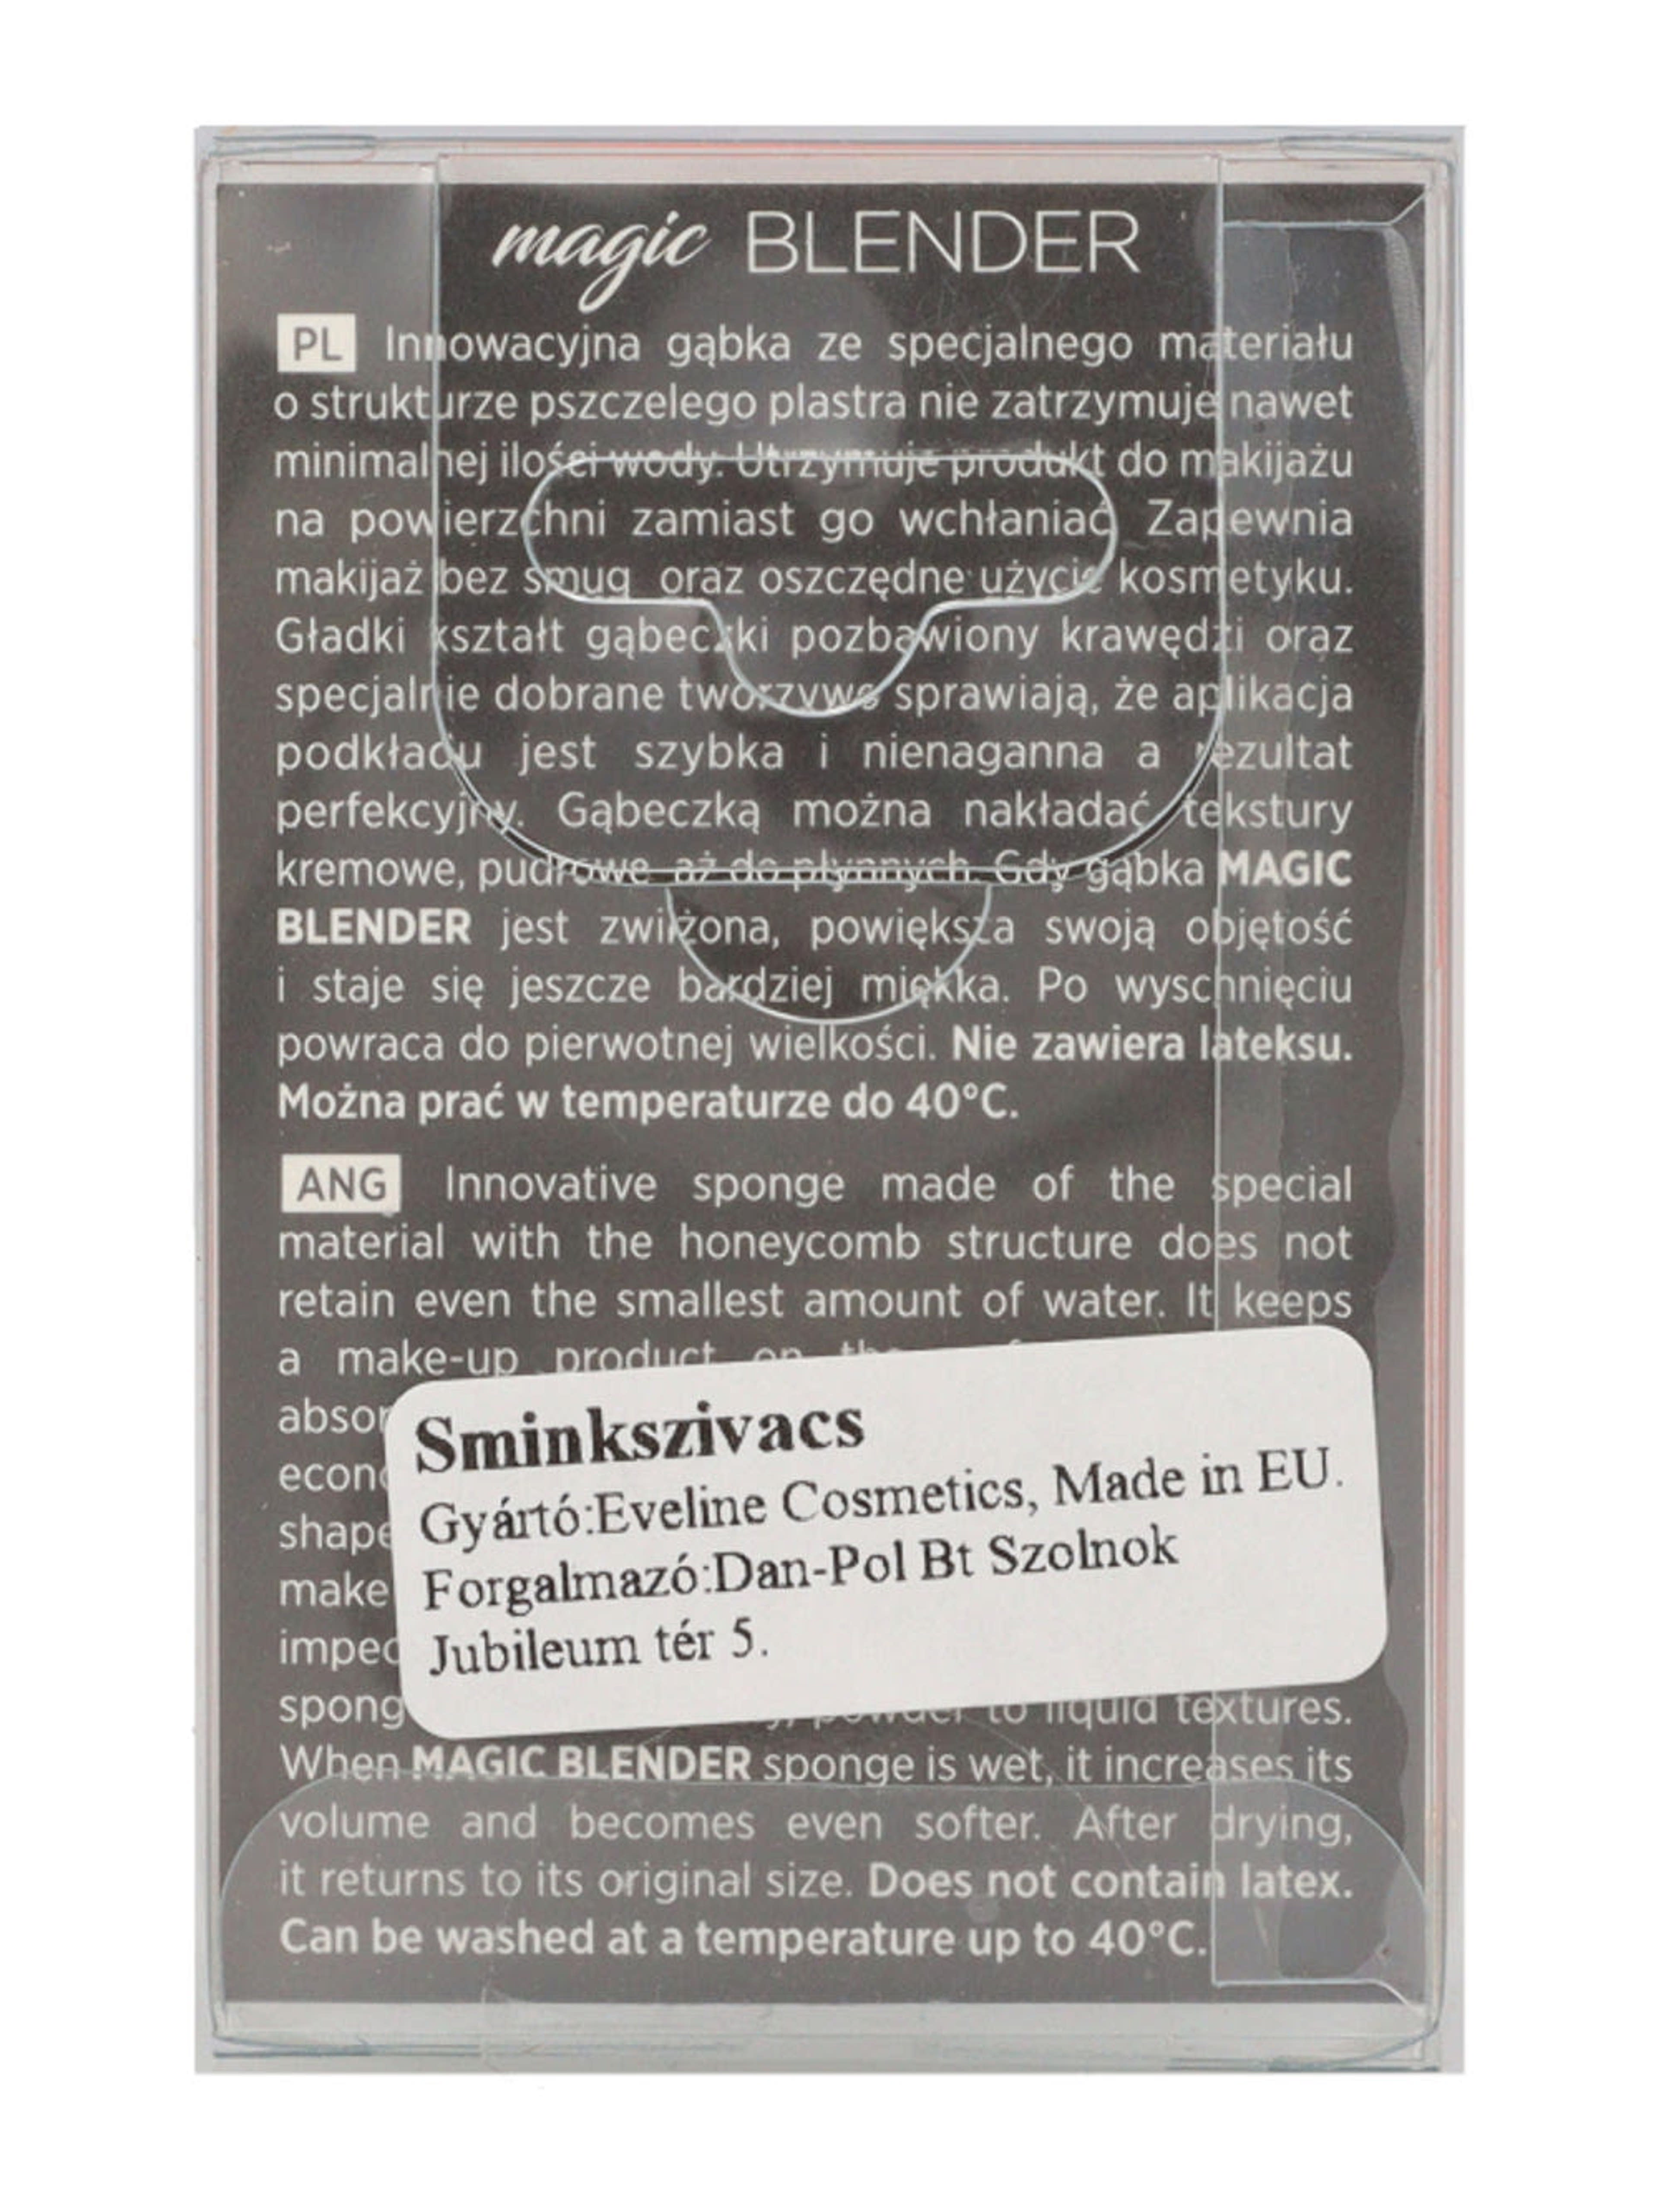 magic BLENDER
PL Innowacyjna gąbka ze specjalnego materiału
o strukturze pszczelego plastra nie zatrzymuje nawet
minimalnej ilości wody. Utrzymuje produkt do makijażu
na powierzchni zamiast go wchłaniać. Zapewnia
makijaż bez smug oraz oszczędne użycie kosmetyku.
Gładki kształt gąbeczki pozbawiony krawędzi oraz
specjalnie dobrane tworzywo sprawiają, że aplikacja
podkładu jest szybka i nienaganna a rezultat
perfekcyjny. Gąbeczką można nakładać tekstury
kremowe, pudrowe, aż do płynnych. Gdy gąbka MAGIC
BLENDER jest zwilżona, powiększa swoją objętość
i staje się jeszcze bardziej miękka. Po wyschnięciu
powraca do pierwotnej wielkości. Nie zawiera lateksu.
Można prać w temperaturze do 40°C.
ANG Innovative sponge made of the special
material with the honeycomb structure does not
retain even the smallest amount of water. It keeps
a make-up product on the
shape
make
Sminkszivacs
Gyártó:Eveline Cosmetics, Made in EU.
Forgalmazó:Dan-Pol Bt Szolnok
Jubileum tér 5.
spong powder to liquid textures.
When MAGIC BLENDER sponge is wet, it increases its
volume and becomes even softer. After drying,
it returns to its original size. Does not contain latex.
Can be washed at a temperature up to 40°C.